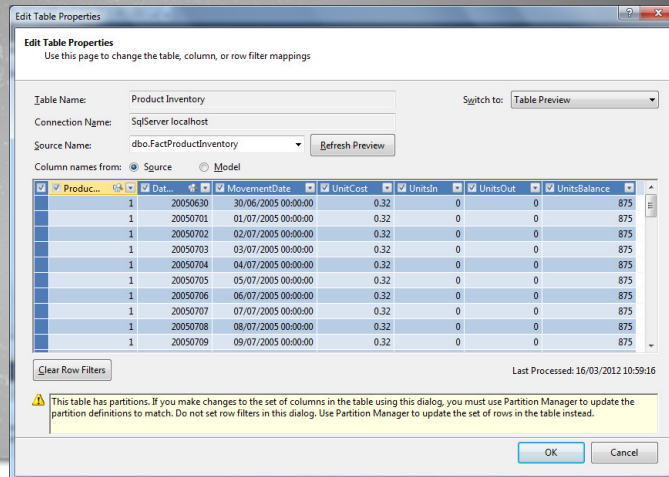 Edit Table Properties
Edit Table Properties
Use this page to change the table, column, or row filter mappings
Table Name: Product Inventory Switch to: Table Preview
Connection Name: SqlServer localhost
Source Name: dbo.FactProductInventory Refresh Preview
Column names from: Source Model
Produc... Dat... MovementDate UnitCost UnitsIn UnitsOut UnitsBalance
1 20050630 30/06/2005 00:00:00 0.32 0 0 875
1 20050701 01/07/2005 00:00:00 0.32 0 0 875
1 20050702 02/07/2005 00:00:00 0.32 0 0 875
1 20050703 03/07/2005 00:00:00 0.32 0 0 875
1 20050704 04/07/2005 00:00:00 0.32 0 0 875
1 20050705 05/07/2005 00:00:00 0.32 0 0 875
1 20050706 06/07/2005 00:00:00 0.32 0 0 875
1 20050707 07/07/2005 00:00:00 0.32 0 0 875
1 20050708 08/07/2005 00:00:00 0.32 0 0 875
1 20050709 09/07/2005 00:00:00 0.32 0 0 875
Clear Row Filters Last Processed: 16/03/2012 10:59:16
This table has partitions. If you make changes to the set of columns in the table using this dialog, you must use Partition Manager to update the
partition definitions to match. Do not set row filters in this dialog. Use Partition Manager to update the set of rows in the table instead.
OK Cancel